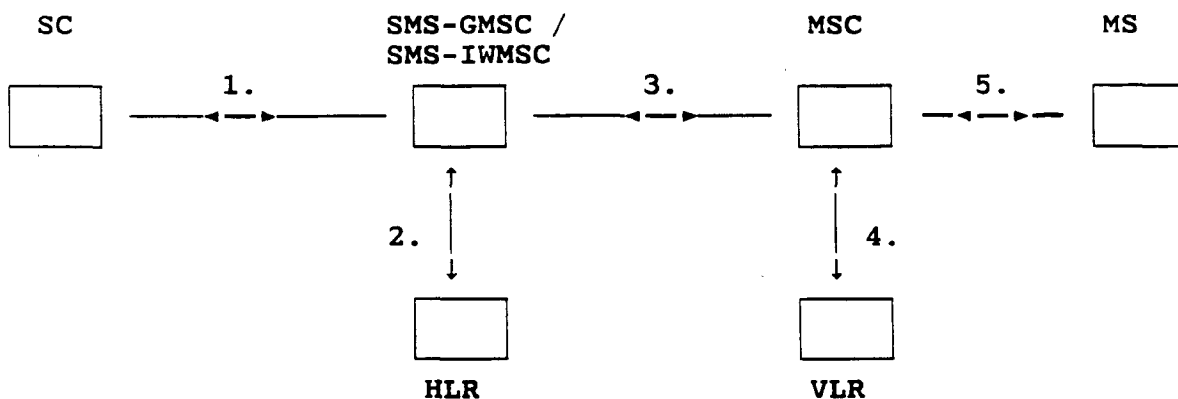 SC
SMS-GMSC /
SMS-IWMSC
MSC
MS
1.
3.
5.
2.
4.
HLR
VLR